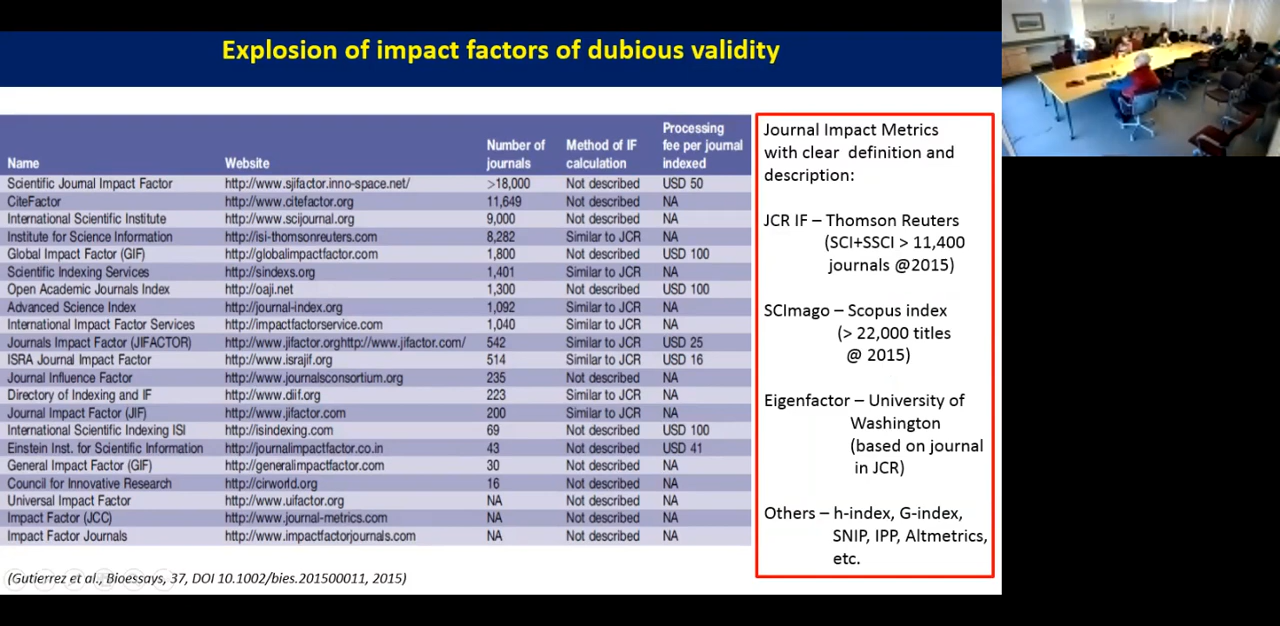 Explosion of impact factors of dubious validity
Name Website Number of journals Method of IF calculation Processing fee per journal indexed
Scientific Journal Impact Factor http://www.sjifactor.inno-space.net/ >18,000 Not described USD 50
CiteFactor http://www.citefactor.org 11,649 Not described NA
International Scientific Institute http://www.scijournal.org 9,000 Not described NA
Institute for Science Information http://isi-thomsonreuters.com 8,282 Similar to JCR NA
Global Impact Factor (GIF) http://globalimpactfactor.com 1,800 Not described USD 100
Scientific Indexing Services http://sindexs.org 1,401 Similar to JCR NA
Open Academic Journals Index http://oaji.net 1,300 Not described USD 100
Advanced Science Index http://journal-index.org 1,092 Similar to JCR NA
International Impact Factor Services http://impactfactorservice.com 1,040 Similar to JCR NA
Journals Impact Factor (JIFACTOR) http://www.jifactor.orghttp://www.jifactor.com/ 542 Similar to JCR USD 25
ISRA Journal Impact Factor http://www.israjif.org 514 Similar to JCR USD 16
Journal Influence Factor http://www.journalsconsortium.org 235 Not described NA
Directory of Indexing and IF http://www.diif.org 223 Similar to JCR NA
Journal Impact Factor (JIF) http://www.jifactor.com 200 Similar to JCR NA
International Scientific Indexing ISI http://isindexing.com 69 Not described USD 100
Einstein Inst. for Scientific Information http://journalimpactfactor.co.in 43 Not described USD 41
General Impact Factor (GIF) http://generalimpactfactor.com 30 Not described NA
Council for Innovative Research http://cirworld.org 16 Not described NA
Universal Impact Factor http://www.uifactor.org NA Not described NA
Impact Factor (JCC) http://www.journal-metrics.com NA Not described NA
Impact Factor Journals http://www.impactfactorjournals.com NA Not described NA
(Gutierrez et al., Bioessays, 37, DOI 10.1002/bies.201500011, 2015)
Journal Impact Metrics
with clear definition and
description:
JCR IF – Thomson Reuters
(SCI+SSCI > 11,400
journals @2015)
SCImago – Scopus index
(> 22,000 titles
@ 2015)
Eigenfactor – University of
Washington
(based on journal
in JCR)
Others – h-index, G-index,
SNIP, IPP, Altmetrics,
etc.